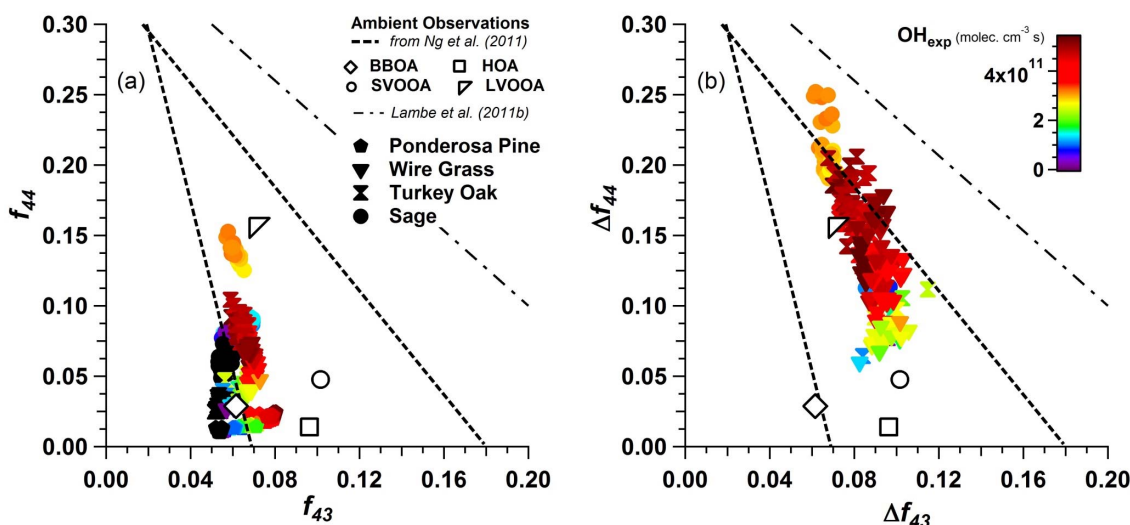 0.30
0.25
0.20
0.15
0.10
0.05
0.00
f44
(a)
Ambient Observations
from Ng et al. (2011)
BBOA HOA
SVOOA LVOOA
Lambe et al. (2011b)
Ponderosa Pine
Wire Grass
Turkey Oak
Sage
0.00 0.04 0.08 0.12 0.16 0.20
f43
0.30
0.25
0.20
0.15
0.10
0.05
0.00
Δf44
(b)
OHexp (molec. cm-3 s)
4x10^11
2
0
0.00 0.04 0.08 0.12 0.16 0.20
Δf43